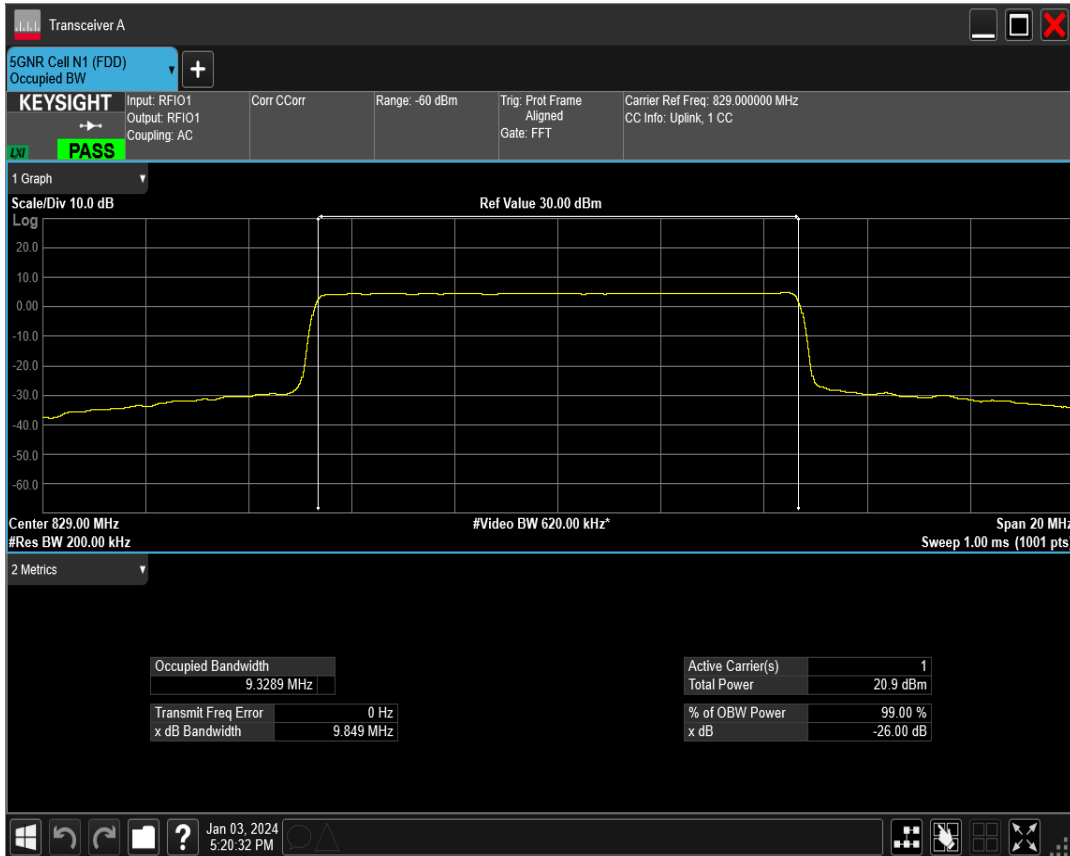 Transceiver A
5GNR Cell N1 (FDD)
Occupied BW
+
KEYSIGHT
LXI
PASS
Input: RFIO1
Output: RFIO1
Coupling: AC
Corr CCorr
Range: -60 dBm
Trig: Prot Frame
Aligned
Gate: FFT
Carrier Ref Freq: 829.000000 MHz
CC Info: Uplink, 1 CC
1 Graph
Scale/Div 10.0 dB
Ref Value 30.00 dBm
Log
20.0
10.0
0.00
-10.0
-20.0
-30.0
-40.0
-50.0
-60.0
Center 829.00 MHz
#Video BW 620.00 kHz*
Span 20 MHz
#Res BW 200.00 kHz
Sweep 1.00 ms (1001 pts)
2 Metrics
Occupied Bandwidth
9.3289 MHz
Transmit Freq Error 0 Hz
x dB Bandwidth 9.849 MHz
Active Carrier(s) 1
Total Power 20.9 dBm
% of OBW Power 99.00 %
x dB -26.00 dB
?
Jan 03, 2024
5:20:32 PM